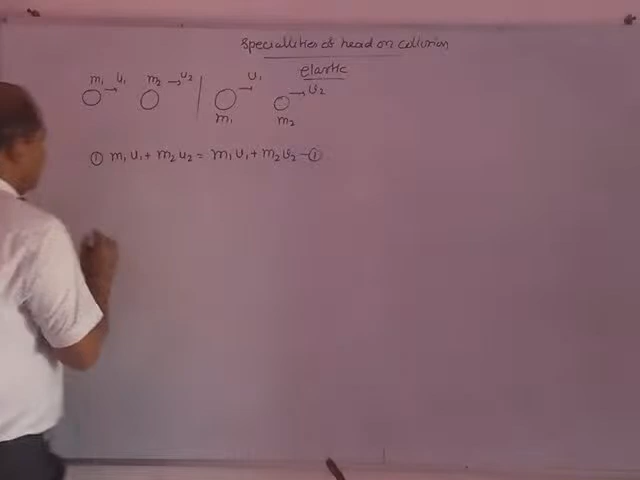 Specialities of head on collision
elastic
m₁ →u₁ m₂ →u₂ | →v₁ →v₂
m₁ m₂
① m₁u₁ + m₂u₂ = m₁v₁ + m₂v₂ — ①